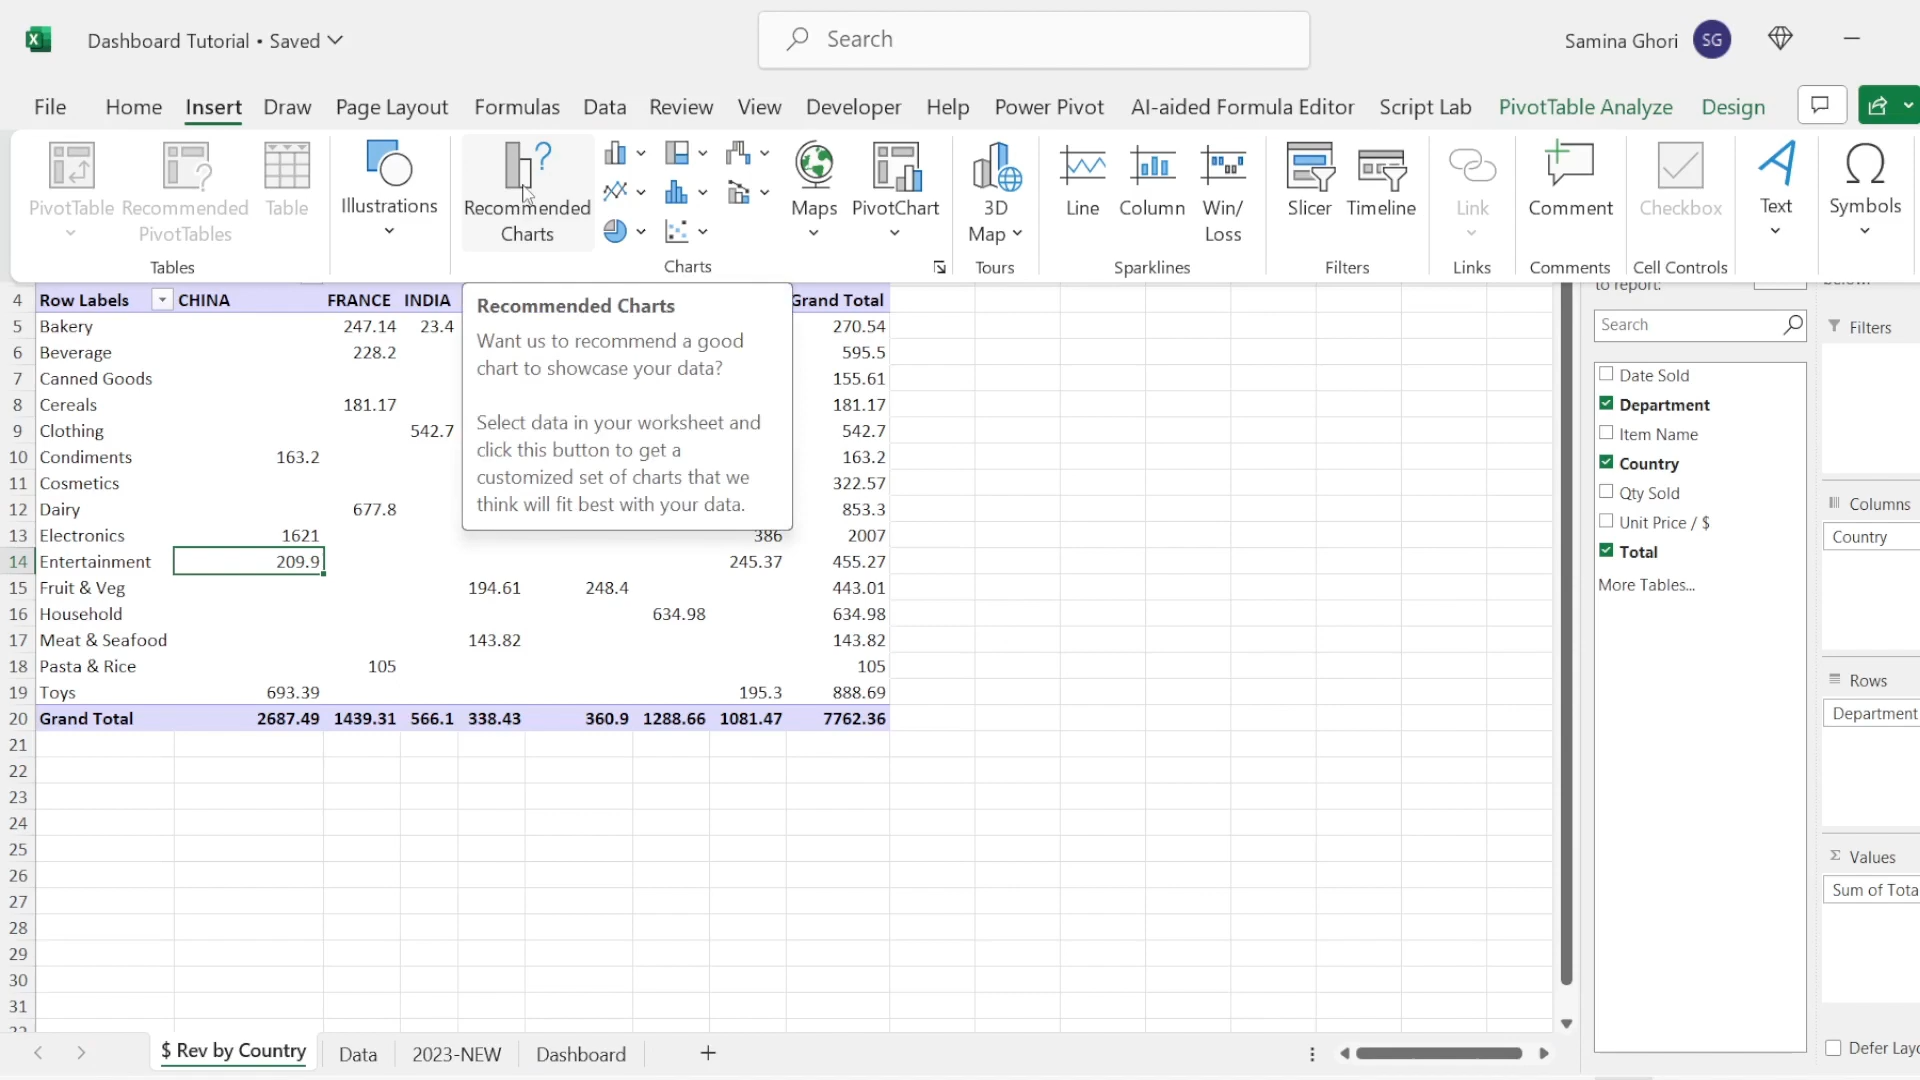 Dashboard Tutorial • Saved
Search
Samina Ghori SG
File Home Insert Draw Page Layout Formulas Data Review View Developer Help Power Pivot AI-aided Formula Editor Script Lab PivotTable Analyze Design
PivotTable
Recommended
PivotTables
Table
Illustrations
Recommended
Charts
Maps
PivotChart
3D
Map
Line
Column
Win/
Loss
Slicer
Timeline
Link
Comment
Checkbox
Text
Symbols
Tables Charts Tours Sparklines Filters Links Comments Cell Controls
4 Row Labels CHINA FRANCE INDIA Grand Total
5 Bakery 247.14 23.4 270.54
6 Beverage 228.2 595.5
7 Canned Goods 155.61
8 Cereals 181.17 181.17
9 Clothing 542.7 542.7
10 Condiments 163.2 163.2
11 Cosmetics 322.57
12 Dairy 677.8 853.3
13 Electronics 1621 386 2007
14 Entertainment 209.9 245.37 455.27
15 Fruit & Veg 194.61 248.4 443.01
16 Household 634.98 634.98
17 Meat & Seafood 143.82 143.82
18 Pasta & Rice 105 105
19 Toys 693.39 195.3 888.69
20 Grand Total 2687.49 1439.31 566.1 338.43 360.9 1288.66 1081.47 7762.36
21
22
23
24
25
26
27
28
29
30
31
Recommended Charts
Want us to recommend a good
chart to showcase your data?
Select data in your worksheet and
click this button to get a
customized set of charts that we
think will fit best with your data.
to report:
Search
Date Sold
Department
Item Name
Country
Qty Sold
Unit Price / $
Total
More Tables...
Filters
Columns
Country
Rows
Department
Σ Values
Sum of Tota
Defer Layo
$ Rev by Country Data 2023-NEW Dashboard +